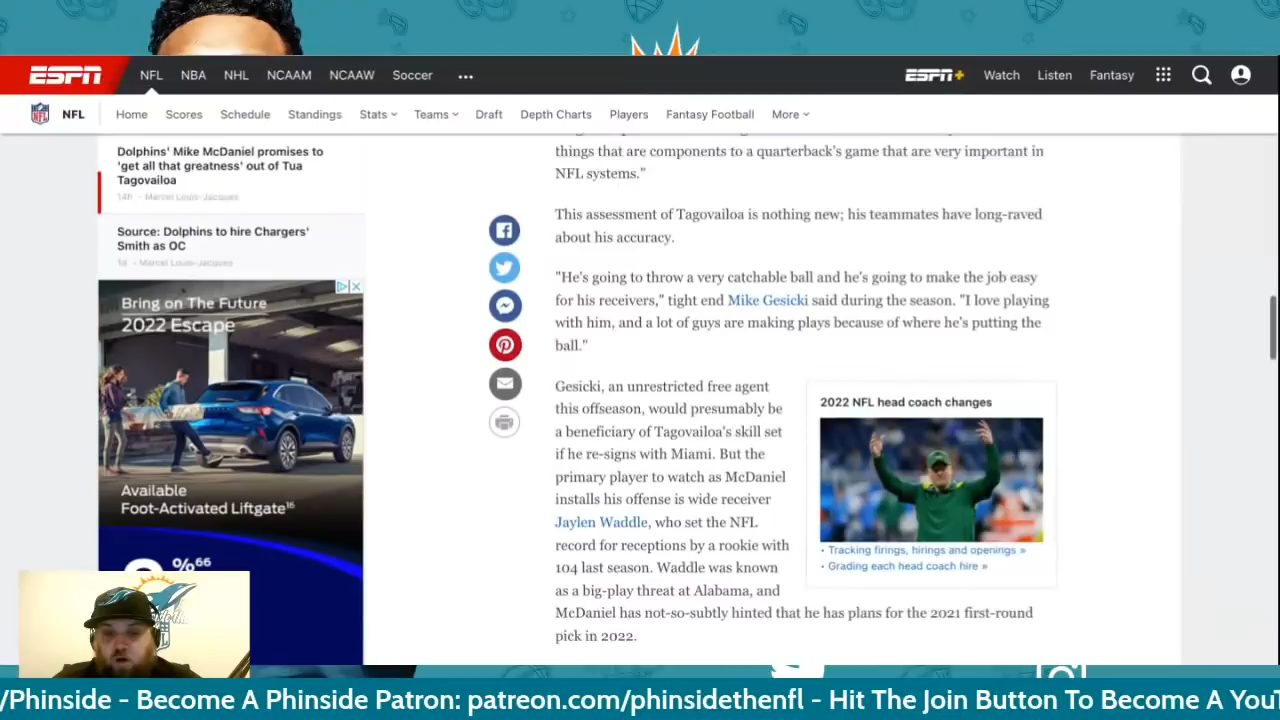 ESPN
NFL NBA NHL NCAAM NCAAW Soccer ...
ESPN+ Watch Listen Fantasy
NFL Home Scores Schedule Standings Stats Teams Draft Depth Charts Players Fantasy Football More
Dolphins' Mike McDaniel promises to
'get all that greatness' out of Tua
Tagovailoa
14h - Marcel Louis-Jacques
Source: Dolphins to hire Chargers'
Smith as OC
1d - Marcel Louis-Jacques
Bring on The Future
2022 Escape
Available
Foot-Activated Liftgate16
%66
things that are components to a quarterback's game that are very important in
NFL systems."
This assessment of Tagovailoa is nothing new; his teammates have long-raved
about his accuracy.
"He's going to throw a very catchable ball and he's going to make the job easy
for his receivers," tight end Mike Gesicki said during the season. "I love playing
with him, and a lot of guys are making plays because of where he's putting the
ball."
Gesicki, an unrestricted free agent
this offseason, would presumably be
a beneficiary of Tagovailoa's skill set
if he re-signs with Miami. But the
primary player to watch as McDaniel
installs his offense is wide receiver
Jaylen Waddle, who set the NFL
record for receptions by a rookie with
104 last season. Waddle was known
as a big-play threat at Alabama, and
McDaniel has not-so-subtly hinted that he has plans for the 2021 first-round
pick in 2022.
2022 NFL head coach changes
• Tracking firings, hirings and openings »
• Grading each head coach hire »
/Phinside - Become A Phinside Patron: patreon.com/phinsidethenfl - Hit The Join Button To Become A You